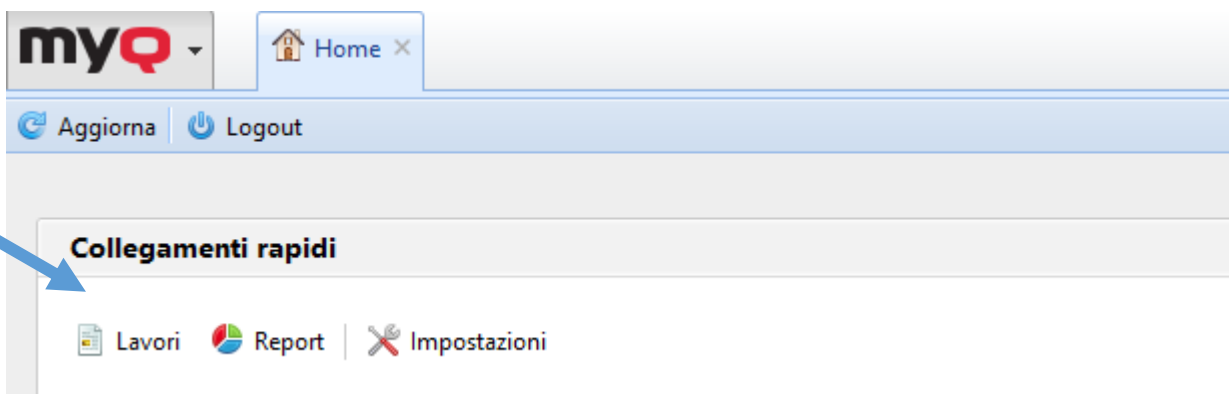 myQ Home
Aggiorna Logout
Collegamenti rapidi
Lavori Report Impostazioni